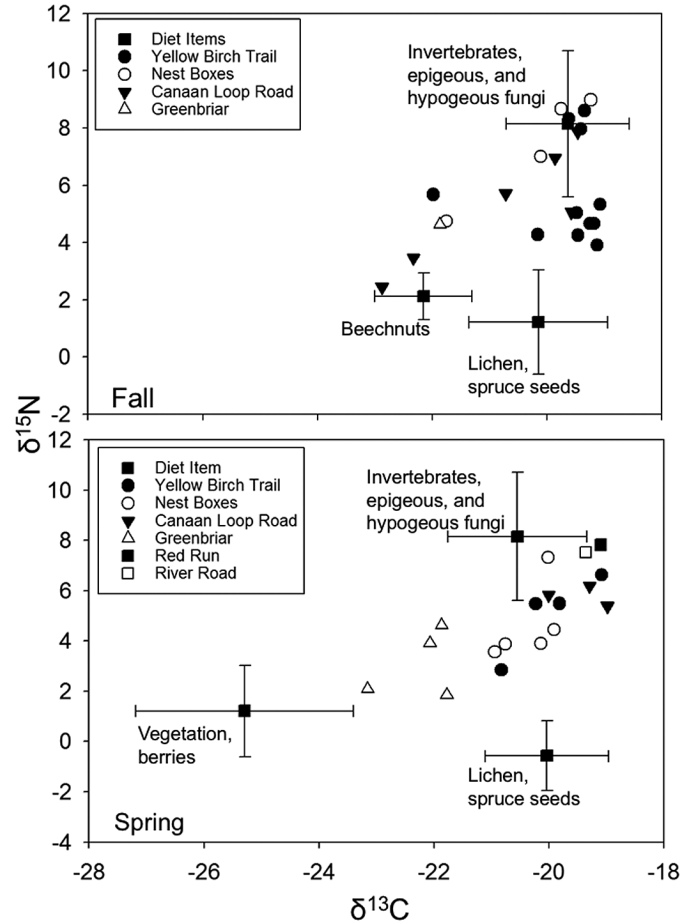 12
10
8
6
4
2
0
-2
Diet Items
Yellow Birch Trail
Nest Boxes
Canaan Loop Road
Greenbriar
Invertebrates,
epigeous, and
hypogeous fungi
Beechnuts
Lichen,
spruce seeds
Fall
δ15N
12
10
8
6
4
2
0
-2
-4
Diet Item
Yellow Birch Trail
Nest Boxes
Canaan Loop Road
Greenbriar
Red Run
River Road
Invertebrates,
epigeous, and
hypogeous fungi
Vegetation,
berries
Lichen,
spruce seeds
Spring
-28 -26 -24 -22 -20 -18
δ13C